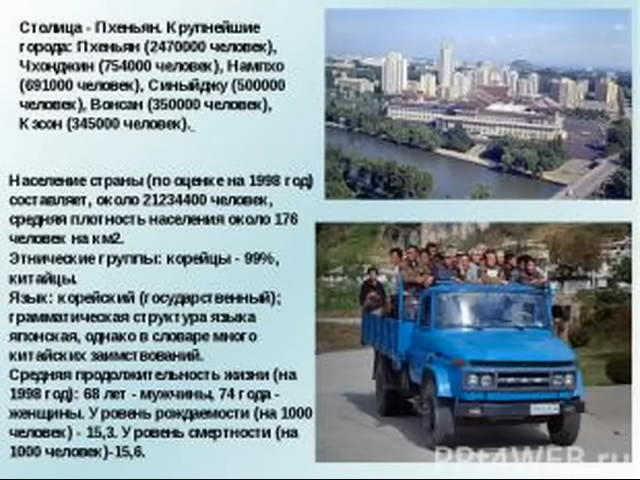 Столица - Пхеньян. Крупнейшие
города: Пхеньян (2470000 человек),
Чхонджин (754000 человек), Нампхо
(691000 человек), Синыйджу (500000
человек), Вонсан (350000 человек),
Кэсон (345000 человек).
Население страны (по оценке на 1998 год)
составляет, около 21234400 человек,
средняя плотность населения около 176
человек на км2.
Этнические группы: корейцы - 99%,
китайцы.
Язык: корейский (государственный);
грамматическая структура языка
японская, однако в словаре много
китайских заимствований.
Средняя продолжительность жизни (на
1998 год): 68 лет - мужчины, 74 года -
женщины. Уровень рождаемости (на 1000
человек) - 15,3. Уровень смертности (на
1000 человек)-15,6.
PPt4WEB.ru